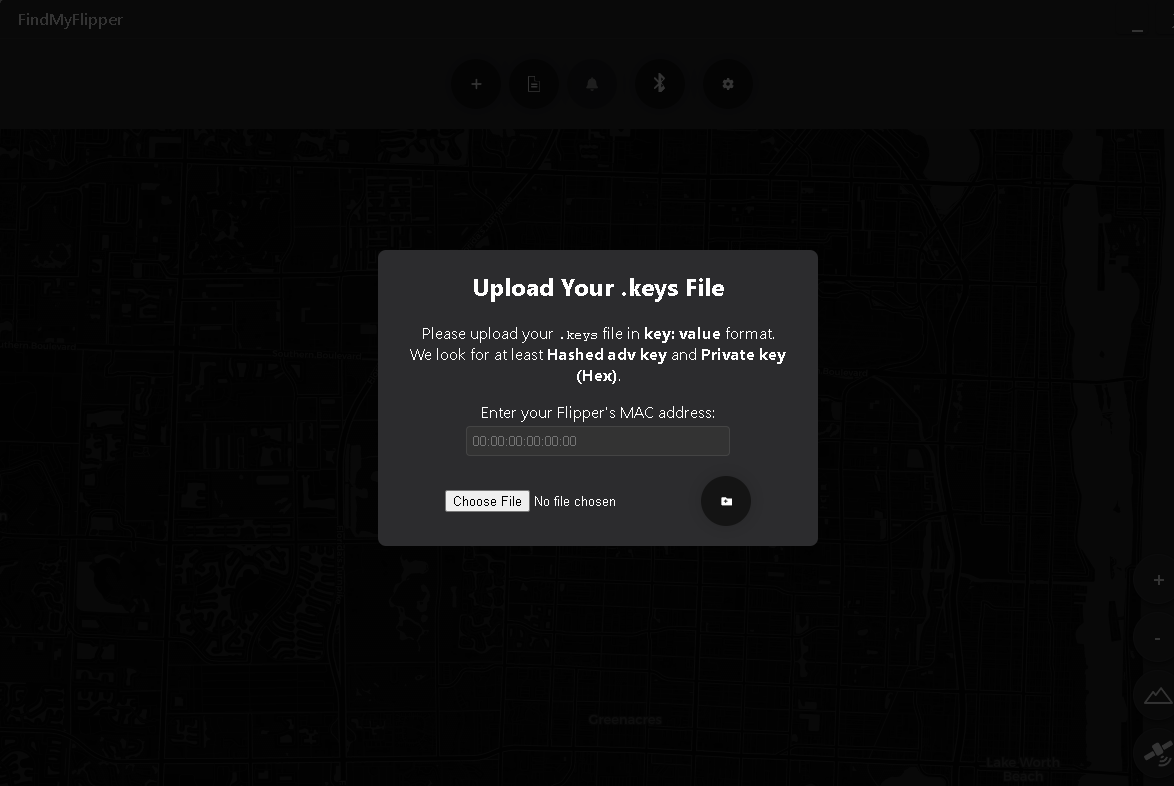 FindMyFlipper
Upload Your .keys File
Please upload your .keys file in key: value format.
We look for at least Hashed adv key and Private key
(Hex).
Enter your Flipper's MAC address:
00:00:00:00:00:00
Choose File No file chosen
+
-
Greenacres
Lake Worth
Beach